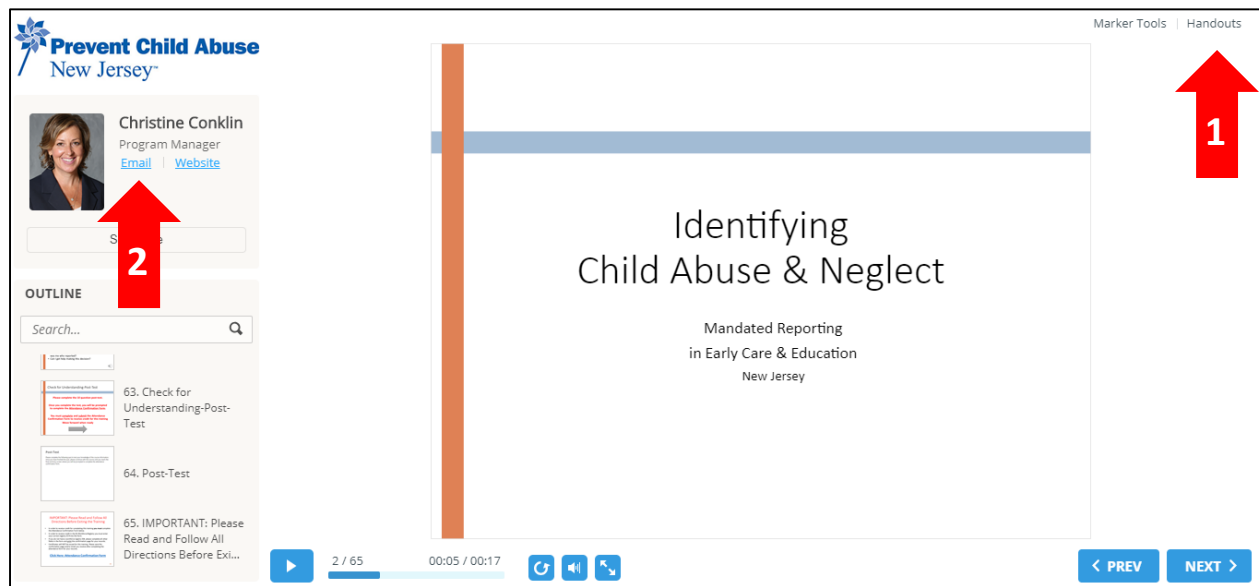 Marker Tools | Handouts
Prevent Child Abuse
New Jersey™
1
Christine Conklin
Program Manager
Email | Website
2
OUTLINE
Search...
63. Check for
Understanding-Post-
Test
64. Post-Test
65. IMPORTANT: Please
Read and Follow All
Directions Before Exi...
Identifying
Child Abuse & Neglect
Mandated Reporting
in Early Care & Education
New Jersey
2 / 65
00:05 / 00:17
PREV
NEXT